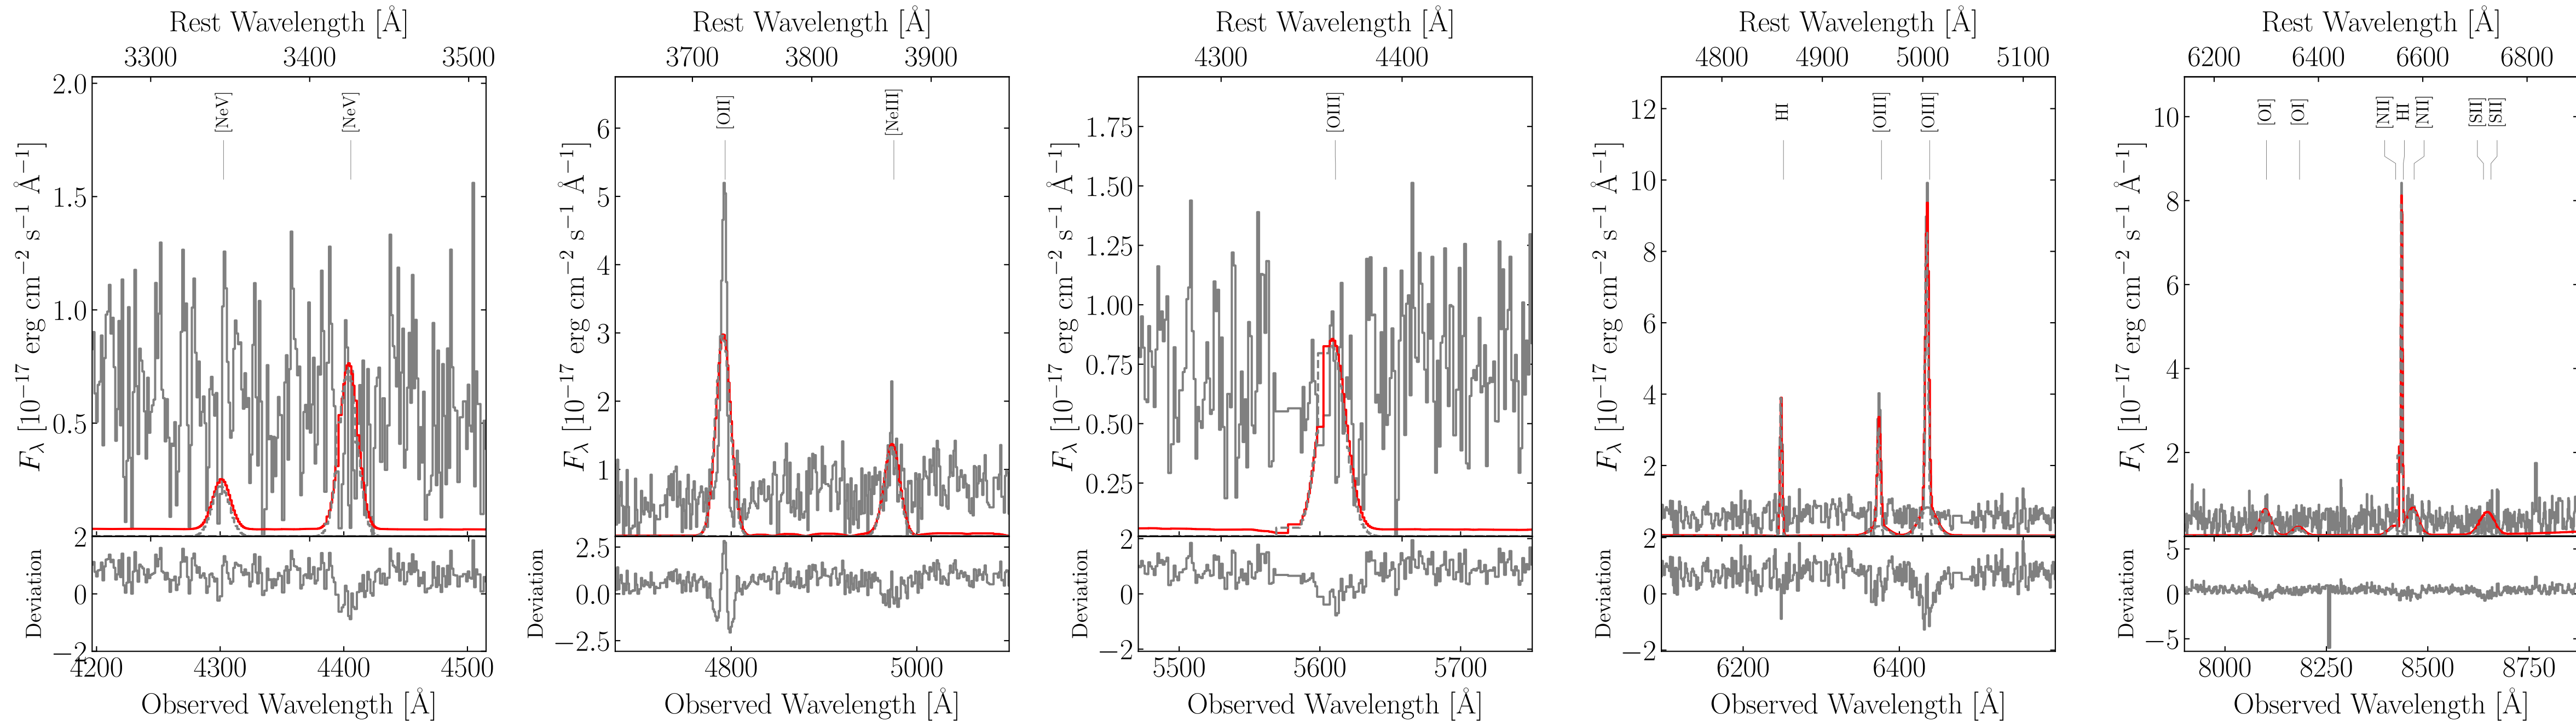 Rest Wavelength [Å] Rest Wavelength [Å] Rest Wavelength [Å] Rest Wavelength [Å] Rest Wavelength [Å]
3300 3400 3500 3700 3800 3900 4300 4400 4800 4900 5000 5100 6200 6400 6600 6800
[NeV] [NeV] [OII] [NeIII] [OIII] HI [OIII] [OIII] [OI] [OI] [NII] HI [NII] [SII] [SII]
F_λ [10^−17 erg cm^−2 s^−1 Å^−1]
2.0
1.5
1.0
0.5
2
0
−2
Deviation
4200 4300 4400 4500
Observed Wavelength [Å]
F_λ [10^−17 erg cm^−2 s^−1 Å^−1]
6
5
4
3
2
1
2.5
0.0
−2.5
Deviation
4800 5000
Observed Wavelength [Å]
F_λ [10^−17 erg cm^−2 s^−1 Å^−1]
1.75
1.50
1.25
1.00
0.75
0.50
0.25
2
0
−2
Deviation
5500 5600 5700
Observed Wavelength [Å]
F_λ [10^−17 erg cm^−2 s^−1 Å^−1]
12
10
8
6
4
2
2
0
−2
Deviation
6200 6400
Observed Wavelength [Å]
F_λ [10^−17 erg cm^−2 s^−1 Å^−1]
10
8
6
4
2
5
0
−5
Deviation
8000 8250 8500 8750
Observed Wavelength [Å]